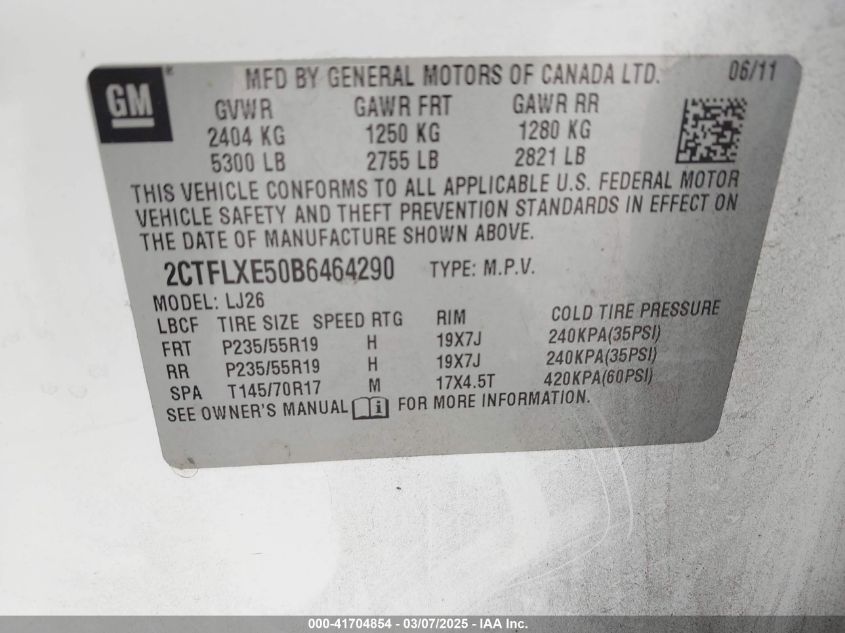 GM ®
MFD BY GENERAL MOTORS OF CANADA LTD. 06/11
GVWR GAWR FRT GAWR RR
2404 KG 1250 KG 1280 KG
5300 LB 2755 LB 2821 LB
THIS VEHICLE CONFORMS TO ALL APPLICABLE U.S. FEDERAL MOTOR
VEHICLE SAFETY AND THEFT PREVENTION STANDARDS IN EFFECT ON
THE DATE OF MANUFACTURE SHOWN ABOVE.
2CTFLXE50B6464290 TYPE: M.P.V.
MODEL: LJ26
LBCF TIRE SIZE SPEED RTG RIM COLD TIRE PRESSURE
FRT P235/55R19 H 19X7J 240KPA(35PSI)
RR P235/55R19 H 19X7J 240KPA(35PSI)
SPA T145/70R17 M 17X4.5T 420KPA(60PSI)
SEE OWNER'S MANUAL i FOR MORE INFORMATION.
000-41704854 - 03/07/2025 - IAA Inc.